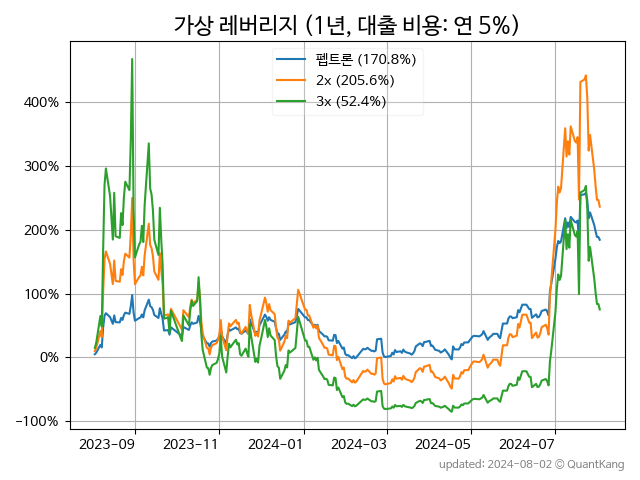 가상 레버리지 (1년, 대출 비용: 연 5%)
펩트론 (170.8%)
2x (205.6%)
3x (52.4%)
400%
300%
200%
100%
0%
−100%
2023-09
2023-11
2024-01
2024-03
2024-05
2024-07
updated: 2024-08-02 © QuantKang